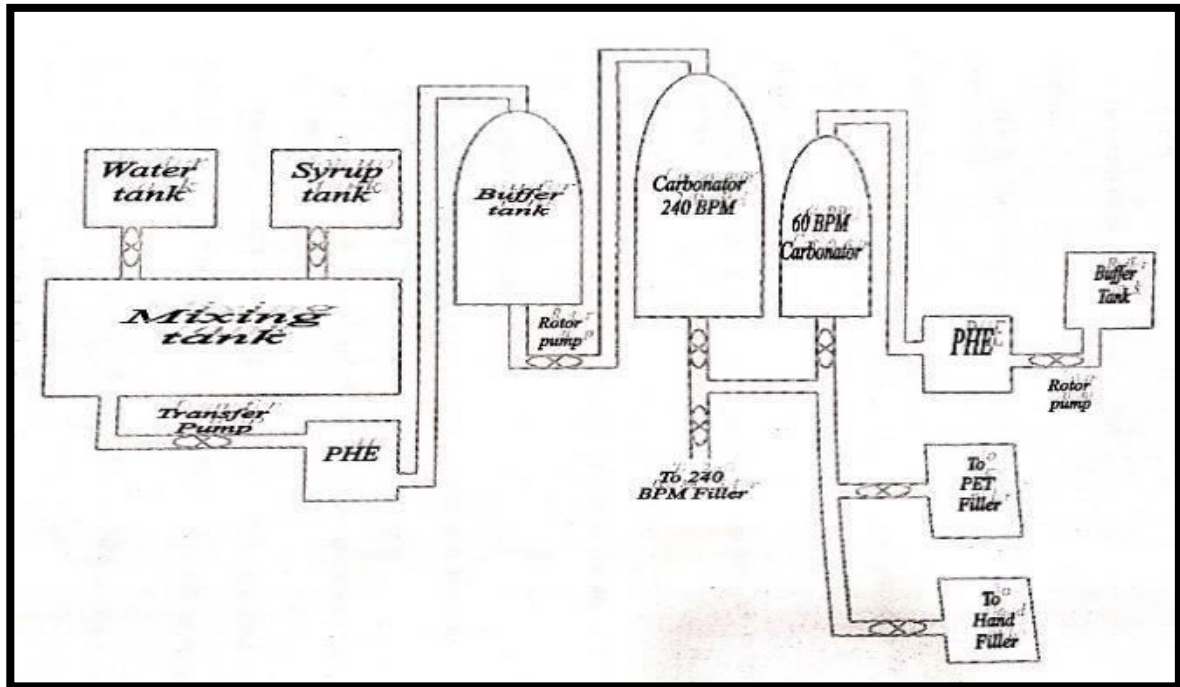 Water
tank
Syrup
tank
Mixing
tank
Transfer
Pump
PHE
Buffer
tank
Rotor
pump
Carbonator
240 BPM
60 BPM
Carbonator
To 240
BPM Filler
PHE
Buffer
Tank
Rotor
pump
To
PET
Filler
To
Hand
Filler